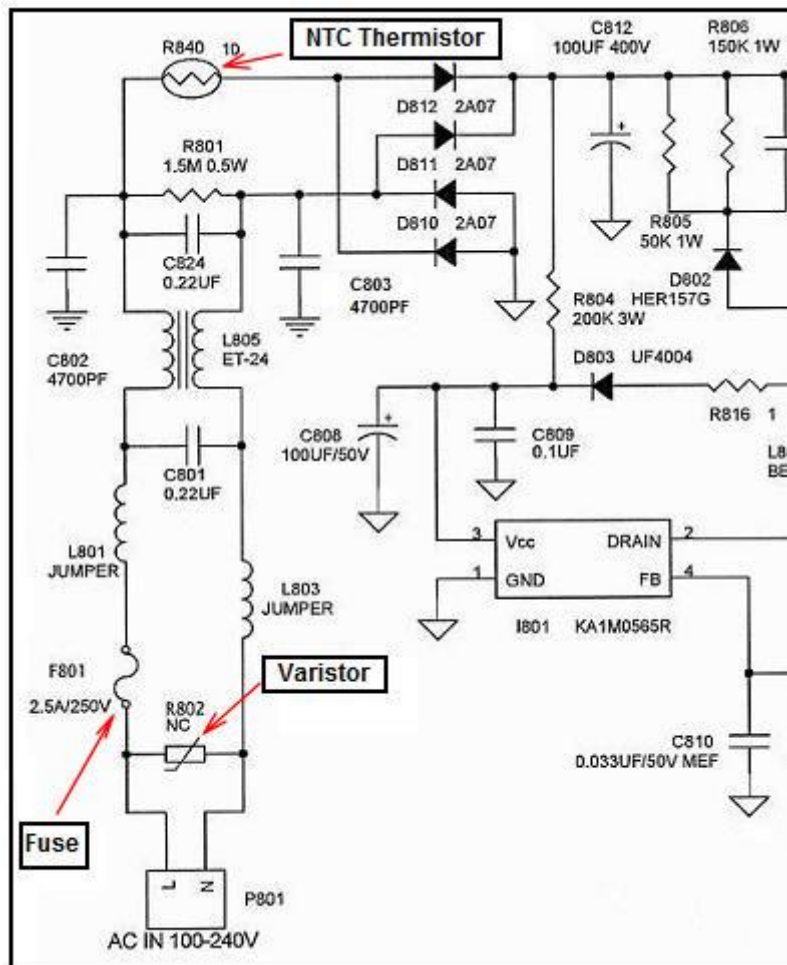 R840 10
NTC Thermistor
C812
100UF 400V
R806
150K 1W
D812 2A07
R801
1.5M 0.5W
D811 2A07
D810 2A07
R805
50K 1W
C824
0.22UF
C803
4700PF
D802
HER157G
R804
200K 3W
L805
ET-24
C802
4700PF
D803 UF4004
R816 1
C808
100UF/50V
C809
0.1UF
C801
0.22UF
L8
BE
L801
JUMPER
3 Vcc DRAIN 2
1 GND FB 4
I801 KA1M0565R
L803
JUMPER
F801
2.5A/250V
R802
NC
Varistor
C810
0.033UF/50V MEF
Fuse
L N
P801
AC IN 100-240V